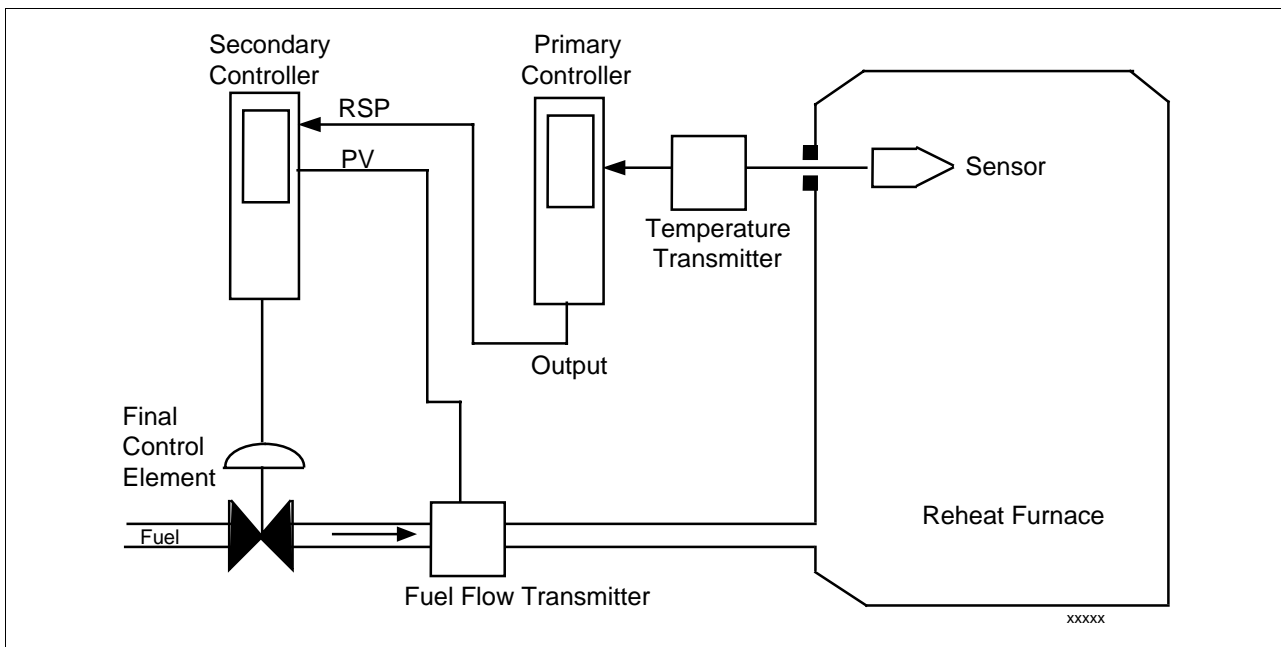 Secondary
Controller
Primary
Controller
RSP
PV
Sensor
Temperature
Transmitter
Output
Final
Control
Element
Fuel
Reheat Furnace
Fuel Flow Transmitter
xxxxx